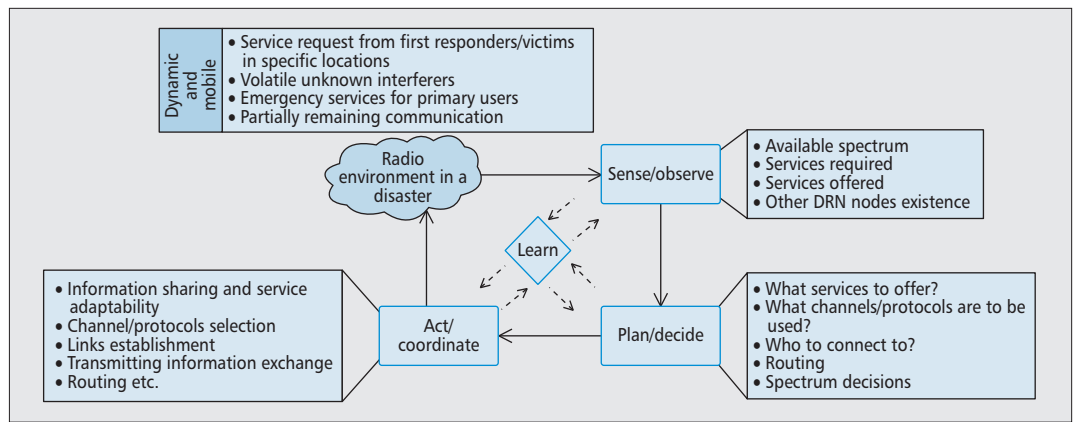 Dynamic
and
mobile
• Service request from first responders/victims
in specific locations
• Volatile unknown interferers
• Emergency services for primary users
• Partially remaining communication
Radio
environment in a
disaster
Sense/observe
• Available spectrum
• Services required
• Services offered
• Other DRN nodes existence
Learn
• Information sharing and service
adaptability
• Channel/protocols selection
• Links establishment
• Transmitting information exchange
• Routing etc.
Act/
coordinate
Plan/decide
• What services to offer?
• What channels/protocols are to be
used?
• Who to connect to?
• Routing
• Spectrum decisions